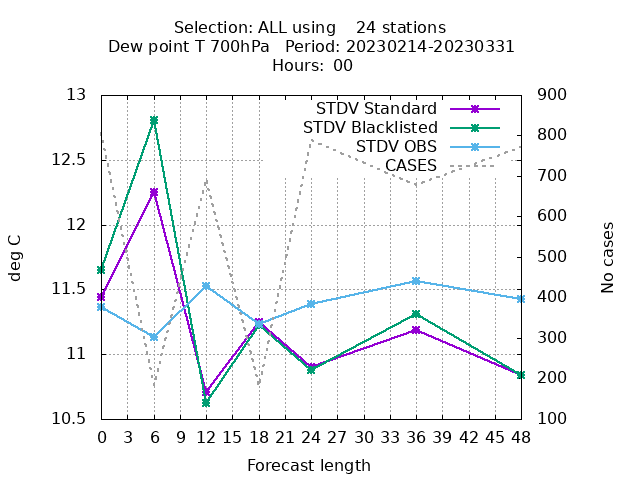 Selection: ALL using    24 stations
Dew point T 700hPa   Period: 20230214-20230331
Hours:  00
13
12.5
12
11.5
11
10.5
900
800
700
600
500
400
300
200
100
deg C
No cases
STDV Standard
STDV Blacklisted
STDV OBS
CASES
0 3 6 9 12 15 18 21 24 27 30 33 36 39 42 45 48
Forecast length